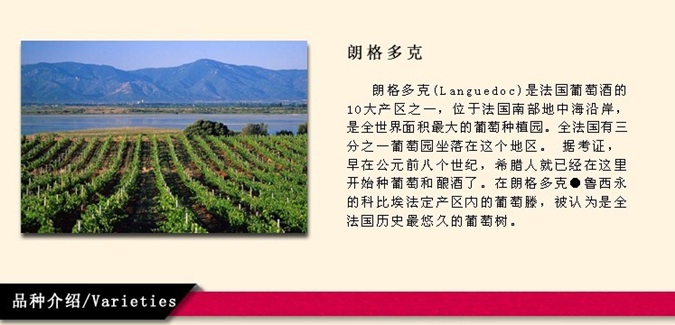 朗格多克
朗格多克(Languedoc)是法国葡萄酒的
10大产区之一，位于法国南部地中海沿岸，
是全世界面积最大的葡萄种植园。全法国有三
分之一葡萄园坐落在这个地区。 据考证，
早在公元前八个世纪，希腊人就已经在这里
开始种葡萄和酿酒了。在朗格多克●鲁西永
的科比埃法定产区内的葡萄藤，被认为是全
法国历史最悠久的葡萄树。
品种介绍/Varieties